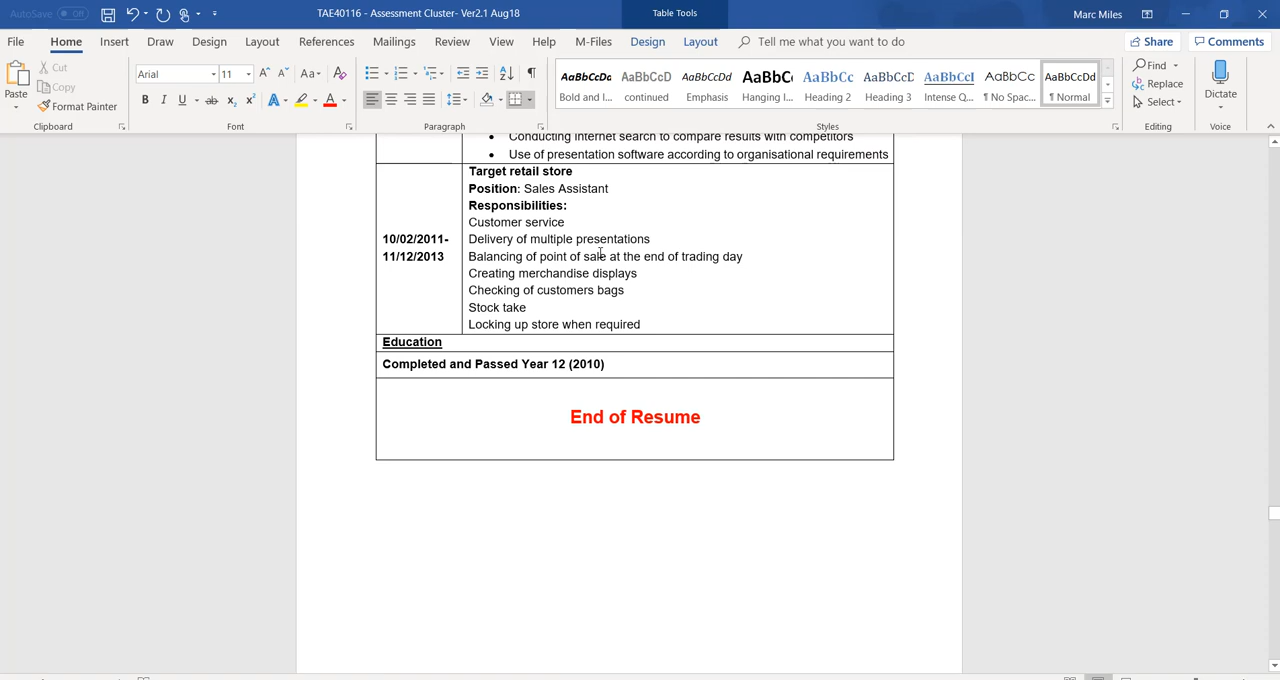 AutoSave Off TAE40116 - Assessment Cluster- Ver2.1 Aug18 Table Tools Marc Miles
File Home Insert Draw Design Layout References Mailings Review View Help M-Files Design Layout Tell me what you want to do Share Comments
Paste
Cut
Copy
Format Painter
Arial 11
AaBbCcDc AaBbCcD AaBbCcDd AaBbC AaBbCc AaBbCcD AaBbCcI AaBbCc AaBbCcDd
Bold and I... continued Emphasis Hanging I... Heading 2 Heading 3 Intense Q... ¶ No Spac... ¶ Normal
Find
Replace
Select
Dictate
Clipboard Font Paragraph Styles Editing Voice
Conducting Internet search to compare results with competitors
• Use of presentation software according to organisational requirements
Target retail store
Position: Sales Assistant
Responsibilities:
Customer service
10/02/2011-
11/12/2013
Delivery of multiple presentations
Balancing of point of sale at the end of trading day
Creating merchandise displays
Checking of customers bags
Stock take
Locking up store when required
Education
Completed and Passed Year 12 (2010)
End of Resume